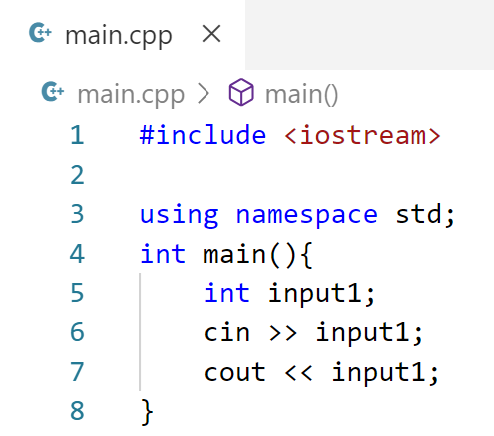 main.cpp
main.cpp > main()
1 #include <iostream>
2
3 using namespace std;
4 int main(){
5     int input1;
6     cin >> input1;
7     cout << input1;
8 }